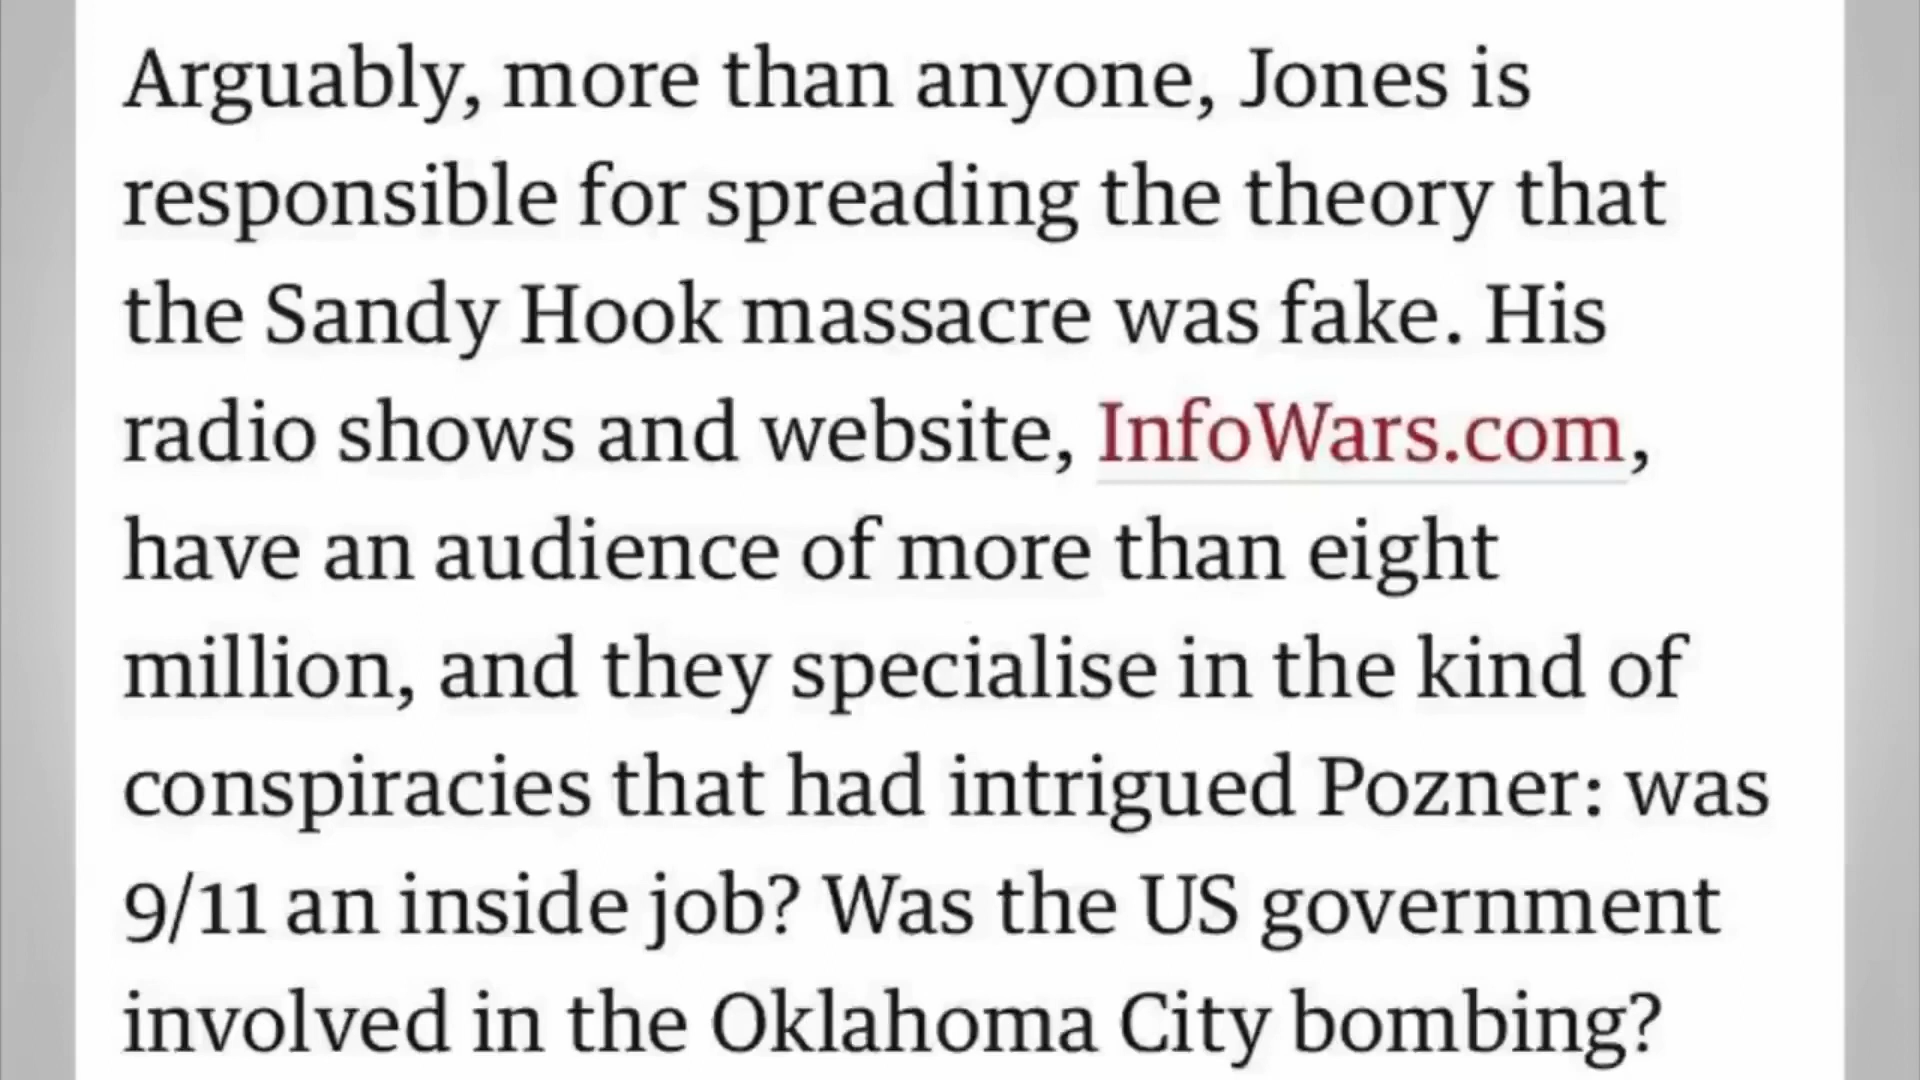 Arguably, more than anyone, Jones is
responsible for spreading the theory that
the Sandy Hook massacre was fake. His
radio shows and website, InfoWars.com,
have an audience of more than eight
million, and they specialise in the kind of
conspiracies that had intrigued Pozner: was
9/11 an inside job? Was the US government
involved in the Oklahoma City bombing?